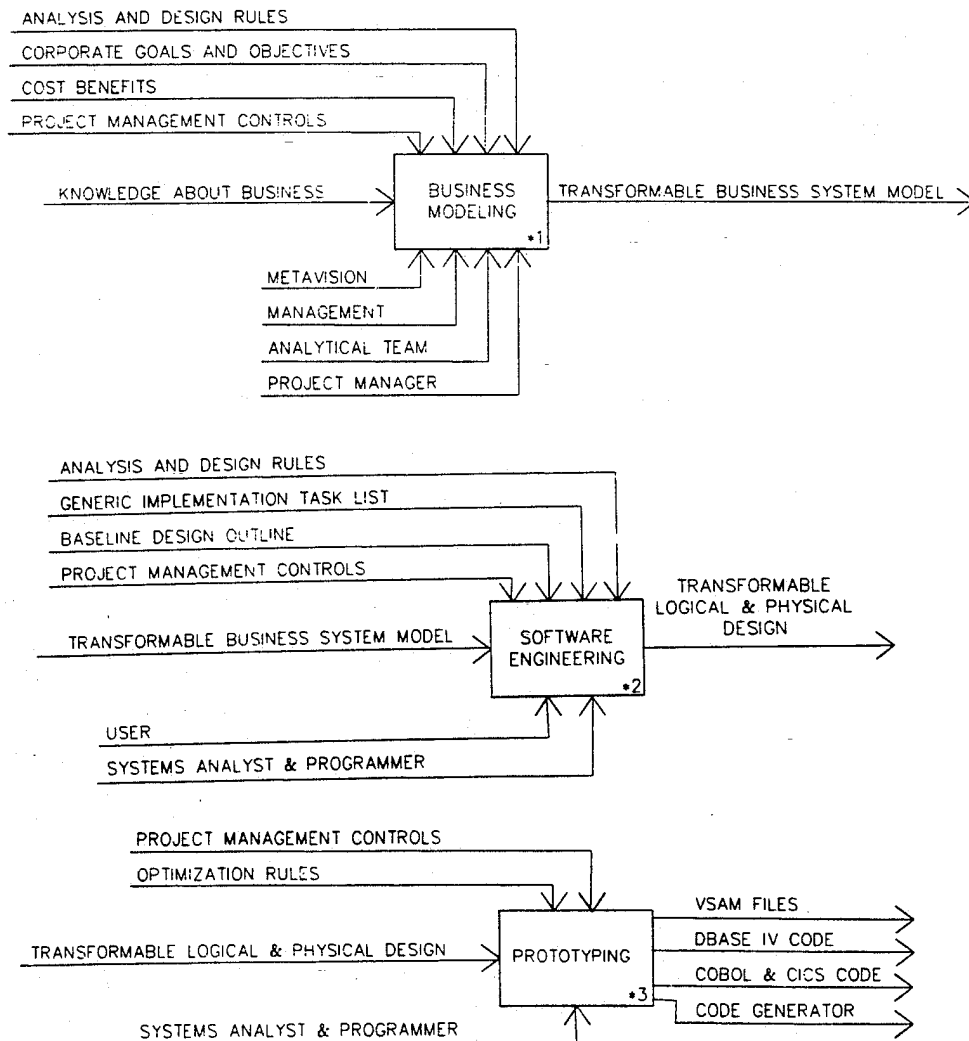 ANALYSIS AND DESIGN RULES
CORPORATE GOALS AND OBJECTIVES
COST BENEFITS
PROJECT MANAGEMENT CONTROLS
KNOWLEDGE ABOUT BUSINESS
BUSINESS
MODELING
*1
TRANSFORMABLE BUSINESS SYSTEM MODEL
METAVISION
MANAGEMENT
ANALYTICAL TEAM
PROJECT MANAGER
ANALYSIS AND DESIGN RULES
GENERIC IMPLEMENTATION TASK LIST
BASELINE DESIGN OUTLINE
PROJECT MANAGEMENT CONTROLS
TRANSFORMABLE BUSINESS SYSTEM MODEL
SOFTWARE
ENGINEERING
*2
TRANSFORMABLE
LOGICAL & PHYSICAL
DESIGN
USER
SYSTEMS ANALYST & PROGRAMMER
PROJECT MANAGEMENT CONTROLS
OPTIMIZATION RULES
TRANSFORMABLE LOGICAL & PHYSICAL DESIGN
PROTOTYPING
*3
VSAM FILES
DBASE IV CODE
COBOL & CICS CODE
CODE GENERATOR
SYSTEMS ANALYST & PROGRAMMER